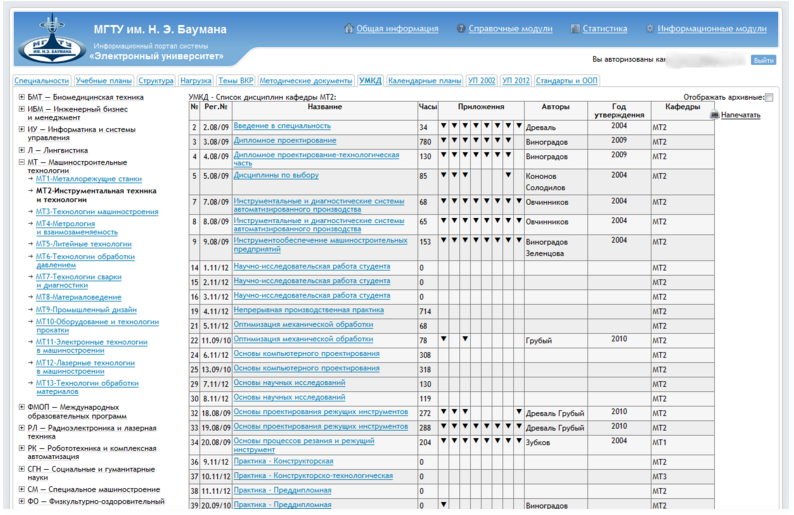 МГТУ им. Н. Э. Баумана
Информационный портал системы
«Электронный университет»
Общая информация
Справочные модули
Статистика
Информационные модули
Вы авторизованы как
Выйти
Специальности Учебные планы Структура Нагрузка Темы ВКР Методические документы УМКД Календарные планы УП 2002 УП 2012 Стандарты и ООП
БМТ — Биомедицинская техника
ИБМ — Инженерный бизнес
и менеджмент
ИУ — Информатика и системы
управления
Л — Лингвистика
МТ — Машиностроительные
технологии
→ МТ1-Металлорежущие станки
→ МТ2-Инструментальная техника
и технологии
→ МТ3-Технологии машиностроения
→ МТ4-Метрология
и взаимозаменяемость
→ МТ5-Литейные технологии
→ МТ6-Технологии обработки
давлением
→ МТ7-Технологии сварки
и диагностики
→ МТ8-Материаловедение
→ МТ9-Промышленный дизайн
→ МТ10-Оборудование и технологии
прокатки
→ МТ11-Электронные технологии
в машиностроении
→ МТ12-Лазерные технологии
в машиностроении
→ МТ13-Технологии обработки
материалов
ФМОП — Международных
образовательных программ
РЛ — Радиоэлектроника и лазерная
техника
РК — Робототехника и комплексная
автоматизация
СГН — Социальные и гуманитарные
науки
СМ — Специальное машиностроение
ФО — Физкультурно-оздоровительный
УМКД - Список дисциплин кафедры МТ2:
Отображать архивные:
Напечатать
№ Рег.№ Название Часы Приложения Авторы Год утверждения Кафедры
2 2.08/09 Введение в специальность 34 ▼ ▼ ▼ ▼ ▼ ▼ ▼ ▼ Древаль 2004 МТ2
3 3.08/09 Дипломное проектирование 780 ▼ ▼ ▼ ▼ ▼ ▼ ▼ Виноградов 2009 МТ2
4 4.08/09 Дипломное проектирование-технологическая часть 130 ▼ ▼ ▼ ▼ ▼ ▼ ▼ Виноградов 2009 МТ2
5 5.08/09 Дисциплины по выбору 85 ▼ ▼ ▼ ▼ Кононов Солодилов 2004 МТ2
7 7.08/09 Инструментальные и диагностические системы автоматизированного производства 68 ▼ ▼ ▼ ▼ ▼ ▼ ▼ ▼ Овчинников 2004 МТ2
8 8.08/09 Инструментальные и диагностические системы автоматизированного производства 65 ▼ ▼ ▼ ▼ ▼ ▼ ▼ ▼ Овчинников 2004 МТ2
9 9.08/09 Инструментообеспечение машиностроительных предприятий 153 ▼ ▼ ▼ ▼ ▼ ▼ ▼ ▼ Виноградов Зеленцова 2004 МТ2
14 1.11/12 Научно-исследовательская работа студента 0 МТ2
15 2.11/12 Научно-исследовательская работа студента 0 МТ2
16 3.11/12 Научно-исследовательская работа студента 0 МТ2
19 4.11/12 Непрерывная производственная практика 714 МТ2
21 5.11/12 Оптимизация механической обработки 68 МТ2
22 11.09/10 Оптимизация механической обработки 78 ▼ ▼ Грубый 2010 МТ2
24 6.11/12 Основы компьютерного проектирования 308 МТ2
25 13.09/10 Основы компьютерного проектирования 318 МТ2
29 7.11/12 Основы научных исследований 130 МТ2
30 8.11/12 Основы научных исследований 119 МТ2
32 18.08/09 Основы проектирования режущих инструментов 272 ▼ ▼ ▼ ▼ Древаль Грубый 2010 МТ2
33 19.08/09 Основы проектирования режущих инструментов 288 ▼ ▼ ▼ ▼ ▼ ▼ ▼ ▼ Древаль Грубый 2010 МТ2
34 20.08/09 Основы процессов резания и режущий инструмент 204 ▼ ▼ ▼ ▼ ▼ ▼ ▼ ▼ Зубков 2004 МТ1
36 9.11/12 Практика - Конструкторская 0 МТ2
37 10.11/12 Практика - Конструкторско-технологическая 0 МТ3
38 11.11/12 Практика - Преддипломная 0 МТ2
39 20.09/10 Практика - Преддипломная 0 ▼ Виноградов МТ2